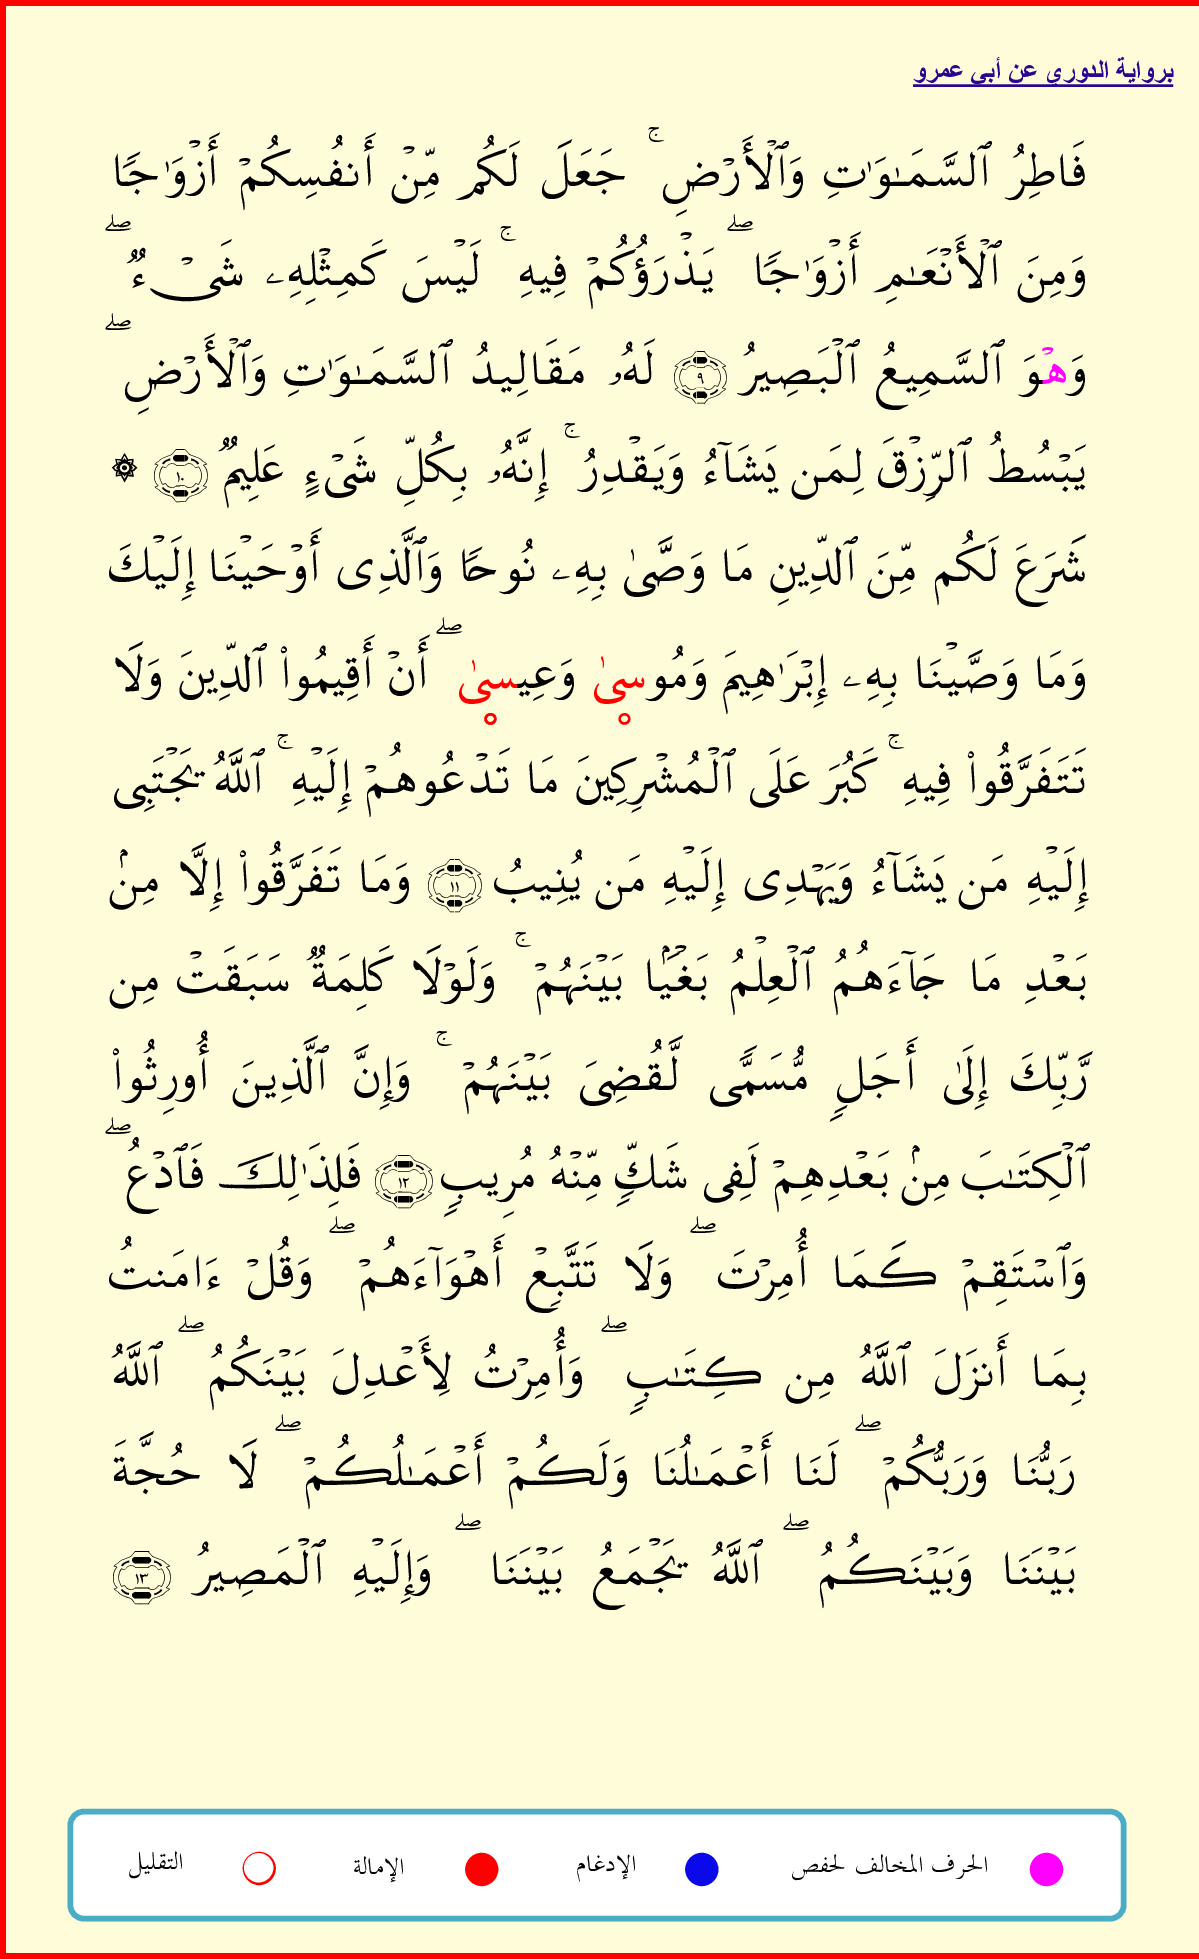 برواية الدوري عن أبي عمرو
فَاطِرُ ٱلسَّمَٰوَٰتِ وَٱلْأَرْضِ ۚ جَعَلَ لَكُم مِّنْ أَنفُسِكُمْ أَزْوَٰجًا
وَمِنَ ٱلْأَنْعَٰمِ أَزْوَٰجًا ۖ يَذْرَؤُكُمْ فِيهِ ۚ لَيْسَ كَمِثْلِهِۦ شَىْءٌ ۖ
وَهْوَ ٱلسَّمِيعُ ٱلْبَصِيرُ ٩ لَهُۥ مَقَالِيدُ ٱلسَّمَٰوَٰتِ وَٱلْأَرْضِ ۖ
يَبْسُطُ ٱلرِّزْقَ لِمَن يَشَآءُ وَيَقْدِرُ ۚ إِنَّهُۥ بِكُلِّ شَىْءٍ عَلِيمٌ ١٠ ۞
شَرَعَ لَكُم مِّنَ ٱلدِّينِ مَا وَصَّىٰ بِهِۦ نُوحًا وَٱلَّذِى أَوْحَيْنَا إِلَيْكَ
وَمَا وَصَّيْنَا بِهِۦ إِبْرَٰهِيمَ وَمُوسىٰ وَعِيسىٰ ۖ أَنْ أَقِيمُوا۟ ٱلدِّينَ وَلَا
تَتَفَرَّقُوا۟ فِيهِ ۚ كَبُرَ عَلَى ٱلْمُشْرِكِينَ مَا تَدْعُوهُمْ إِلَيْهِ ۚ ٱللَّهُ يَجْتَبِى
إِلَيْهِ مَن يَشَآءُ وَيَهْدِى إِلَيْهِ مَن يُنِيبُ ١١ وَمَا تَفَرَّقُوا۟ إِلَّا مِنۢ
بَعْدِ مَا جَآءَهُمُ ٱلْعِلْمُ بَغْيًۢا بَيْنَهُمْ ۚ وَلَوْلَا كَلِمَةٌ سَبَقَتْ مِن
رَّبِّكَ إِلَىٰ أَجَلٍ مُّسَمًّى لَّقُضِىَ بَيْنَهُمْ ۚ وَإِنَّ ٱلَّذِينَ أُورِثُوا۟
ٱلْكِتَٰبَ مِنۢ بَعْدِهِمْ لَفِى شَكٍّ مِّنْهُ مُرِيبٍ ١٢ فَلِذَٰلِكَ فَٱدْعُ ۖ
وَٱسْتَقِمْ كَمَا أُمِرْتَ ۖ وَلَا تَتَّبِعْ أَهْوَآءَهُمْ ۖ وَقُلْ ءَامَنتُ
بِمَا أَنزَلَ ٱللَّهُ مِن كِتَٰبٍ ۖ وَأُمِرْتُ لِأَعْدِلَ بَيْنَكُمُ ۖ ٱللَّهُ
رَبُّنَا وَرَبُّكُمْ ۖ لَنَا أَعْمَٰلُنَا وَلَكُمْ أَعْمَٰلُكُمْ ۖ لَا حُجَّةَ
بَيْنَنَا وَبَيْنَكُمُ ۖ ٱللَّهُ يَجْمَعُ بَيْنَنَا ۖ وَإِلَيْهِ ٱلْمَصِيرُ ١٣
الحرف المخالف لحفص الإدغام الإمالة التقليل